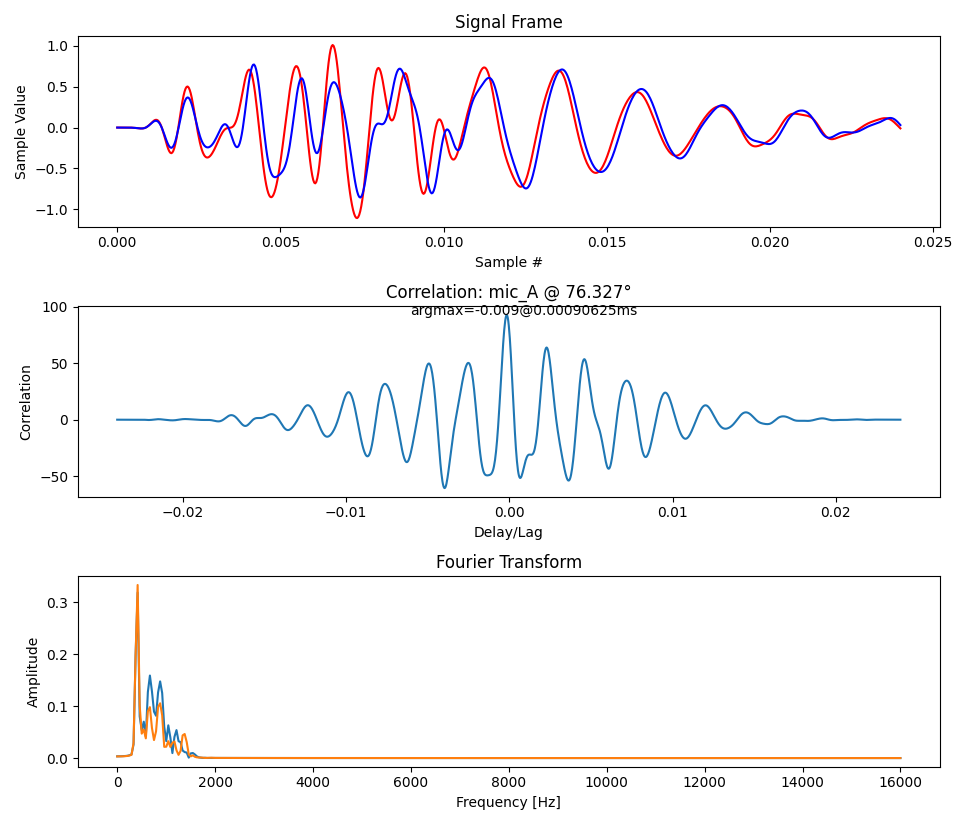 Signal Frame
1.0
0.5
0.0
−0.5
−1.0
Sample Value
0.000 0.005 0.010 0.015 0.020 0.025
Sample #
Correlation: mic_A @ 76.327°
argmax=-0.009@0.00090625ms
100
50
0
−50
Correlation
−0.02 −0.01 0.00 0.01 0.02
Delay/Lag
Fourier Transform
0.3
0.2
0.1
0.0
Amplitude
0 2000 4000 6000 8000 10000 12000 14000 16000
Frequency [Hz]